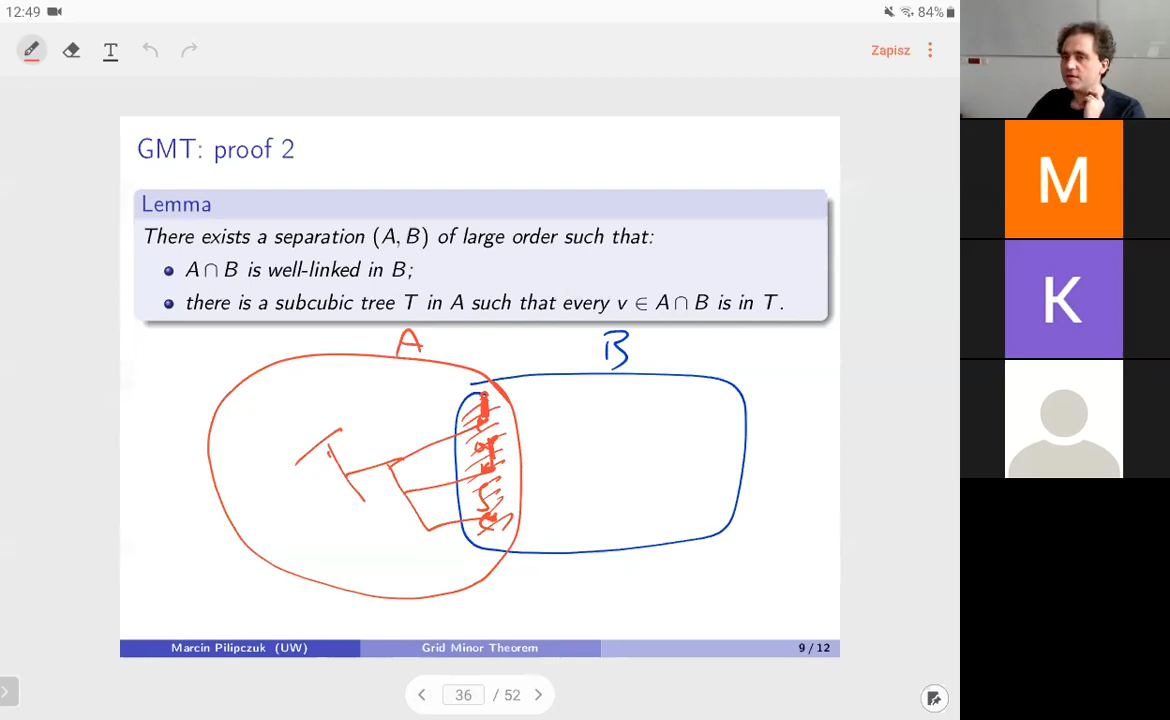 12:49
84%
T
Zapisz
GMT: proof 2
Lemma
There exists a separation (A, B) of large order such that:
A ∩ B is well-linked in B;
there is a subcubic tree T in A such that every v ∈ A ∩ B is in T.
A
B
Marcin Pilipczuk (UW)
Grid Minor Theorem
9 / 12
36 / 52
M
K